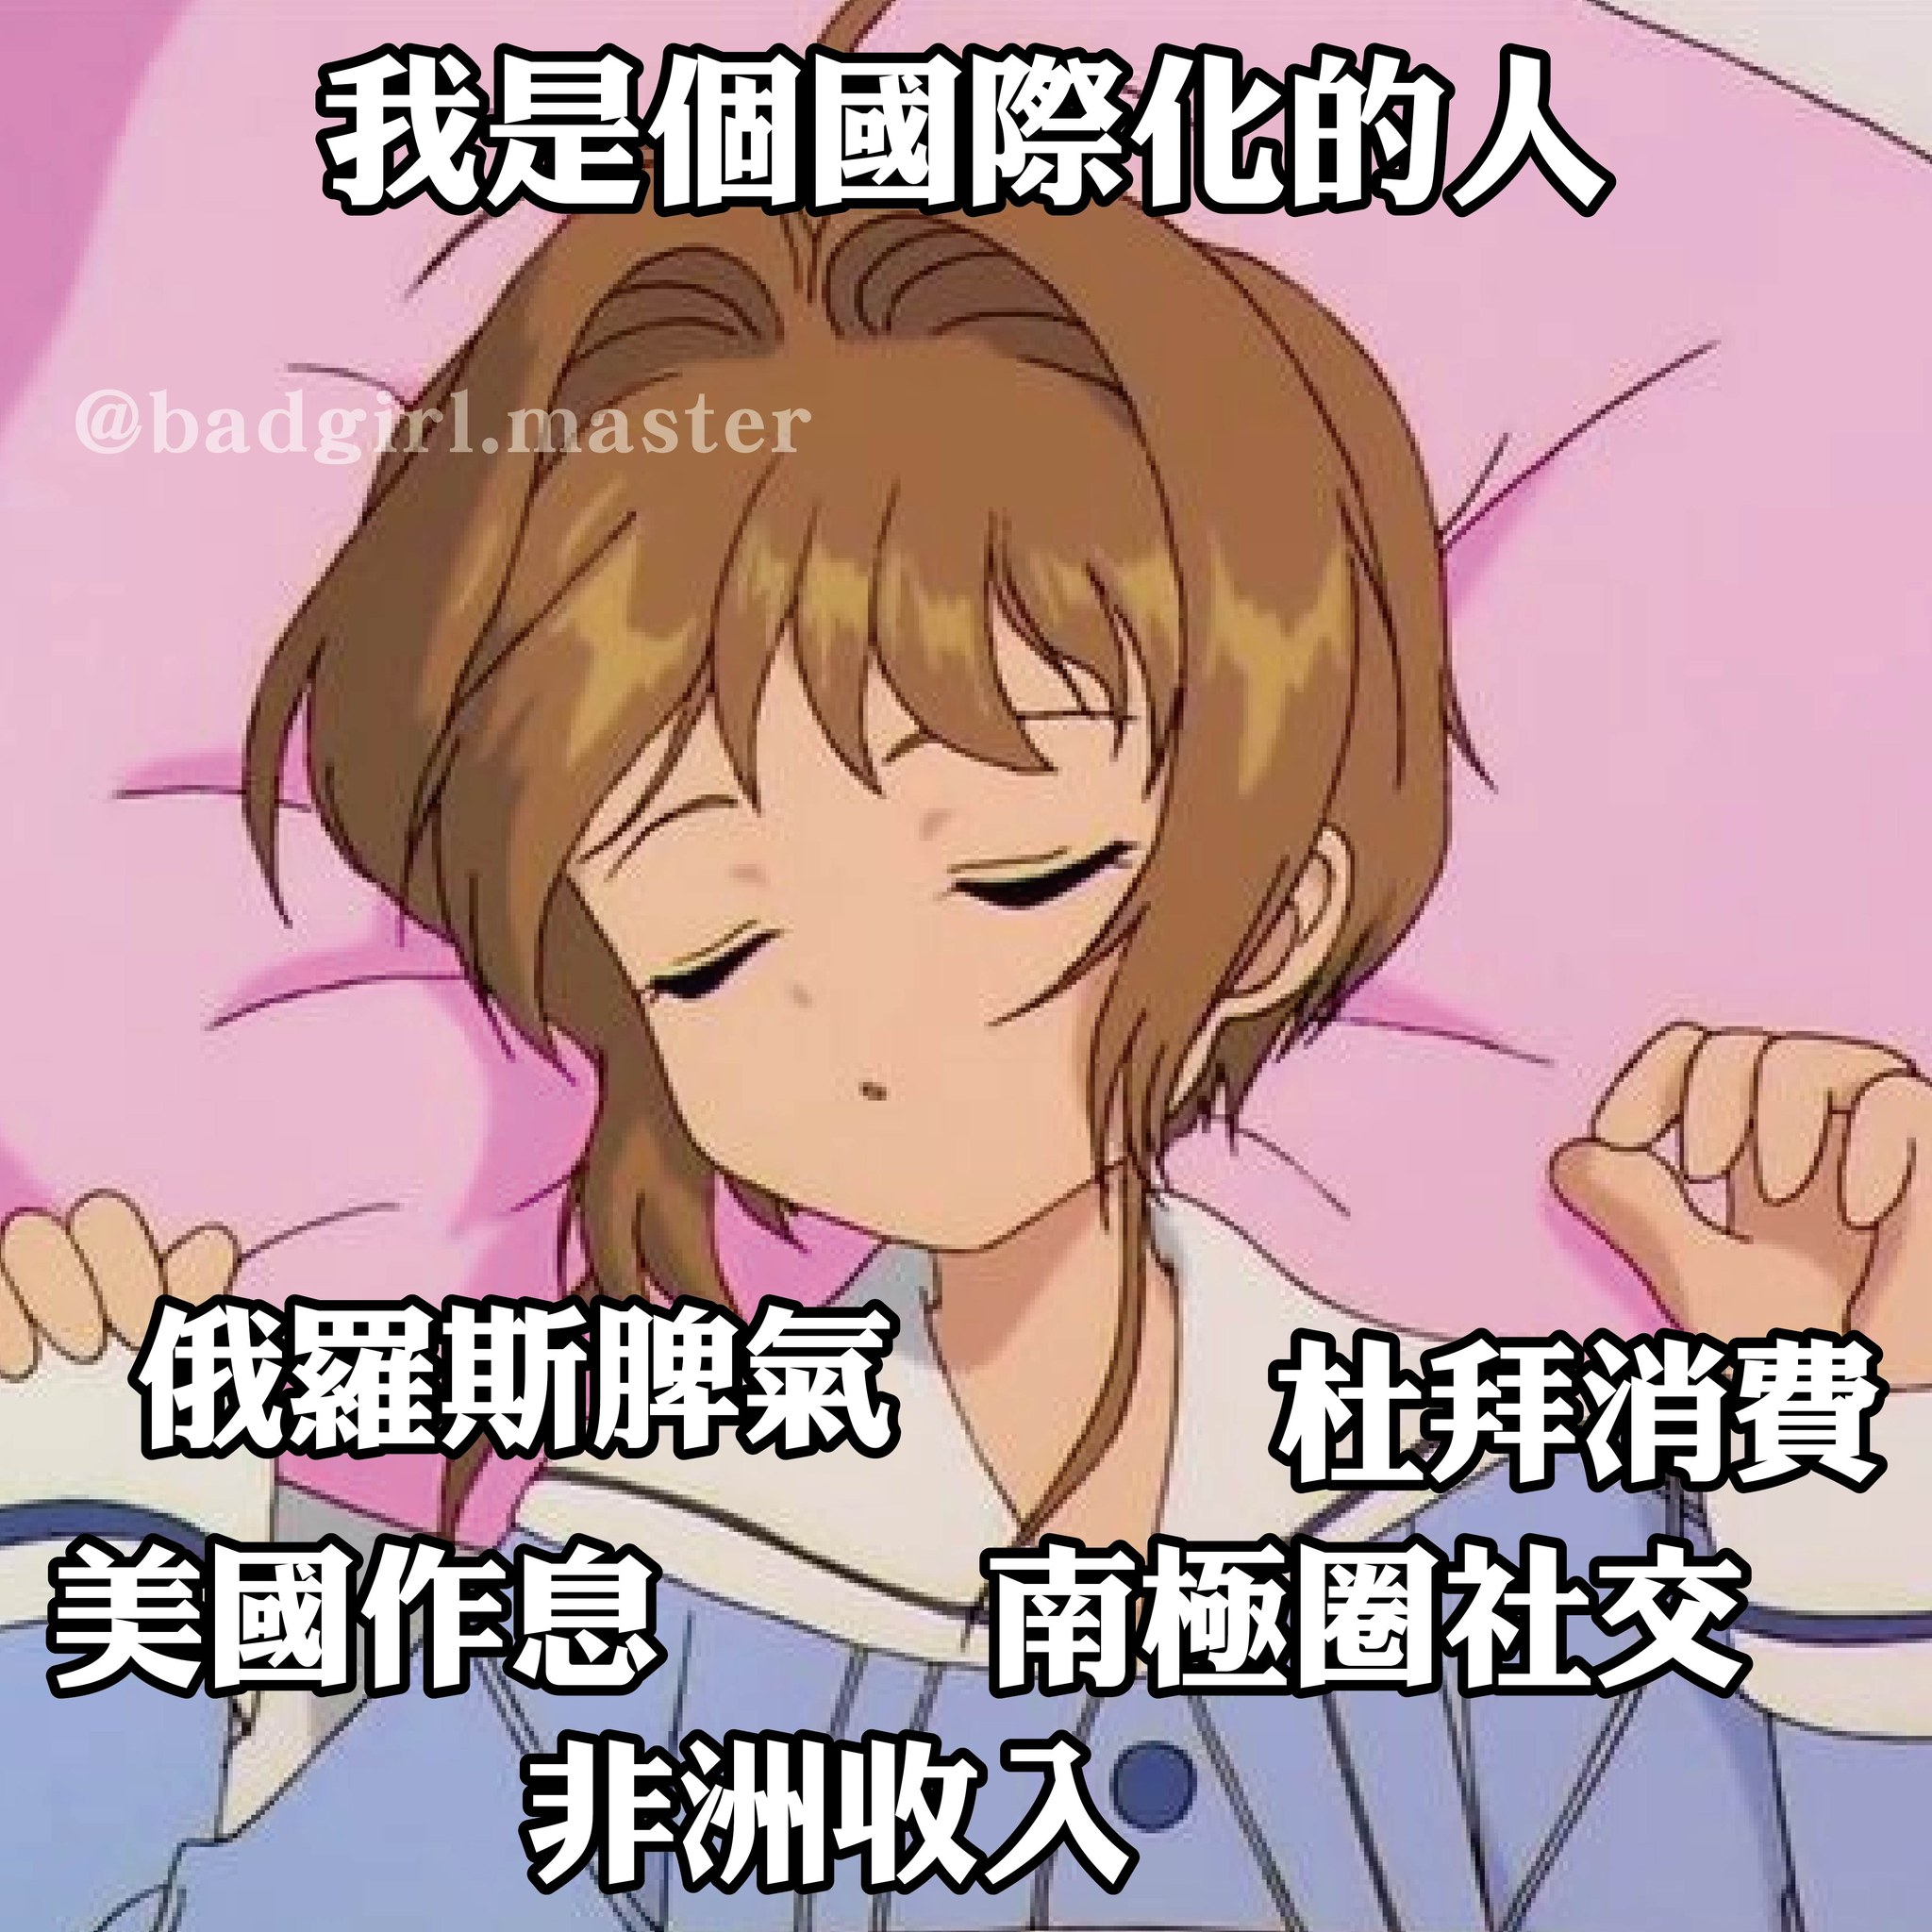 我是個國際化的人
@badgirl.master
俄羅斯脾氣
杜拜消費
美國作息
南極圈社交
非洲收入